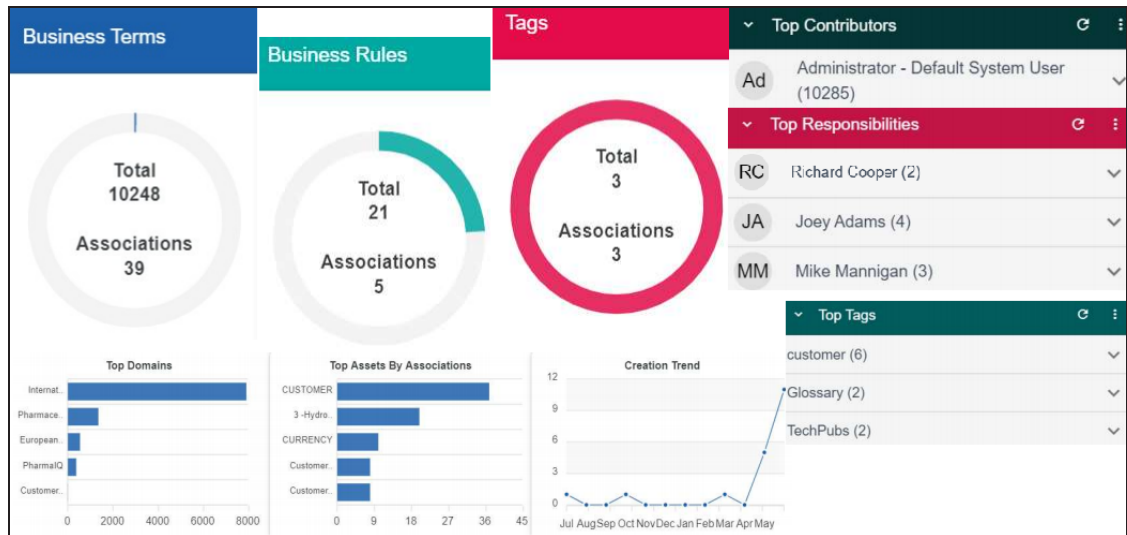 Business Terms
Total
10248
Associations
39
Business Rules
Total
21
Associations
5
Tags
Total
3
Associations
3
Top Contributors
Ad
Administrator - Default System User
(10285)
Top Responsibilities
RC
Richard Cooper (2)
JA
Joey Adams (4)
MM
Mike Mannigan (3)
Top Tags
customer (6)
Glossary (2)
TechPubs (2)
Top Domains
Internat..
Pharmace..
European..
PharmaIQ
Customer..
0 2000 4000 6000 8000
Top Assets By Associations
CUSTOMER
3 -Hydro..
CURRENCY
Customer..
Customer..
0 9 18 27 36 45
Creation Trend
12
9
6
3
0
Jul Aug Sep Oct Nov Dec Jan Feb Mar Apr May